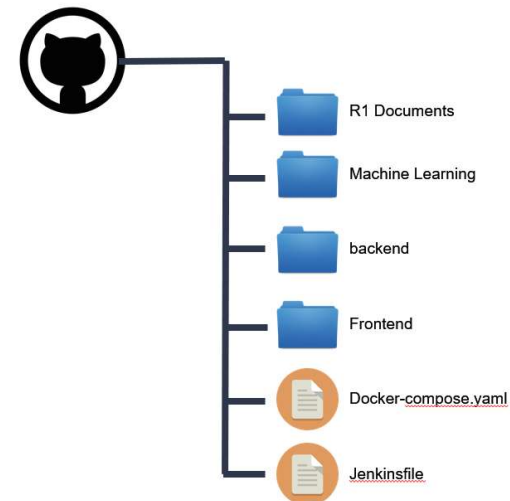 R1 Documents
Machine Learning
backend
Frontend
Docker-compose.yaml
Jenkinsfile